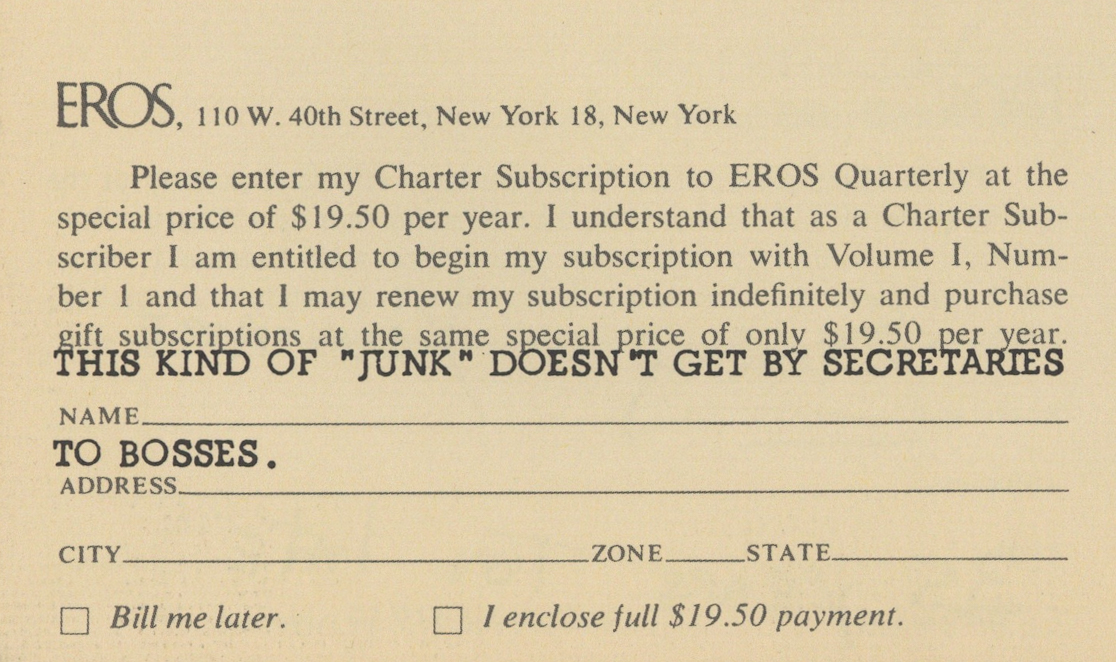 EROS, 110 W. 40th Street, New York 18, New York
Please enter my Charter Subscription to EROS Quarterly at the
special price of $19.50 per year. I understand that as a Charter Sub-
scriber I am entitled to begin my subscription with Volume I, Num-
ber 1 and that I may renew my subscription indefinitely and purchase
gift subscriptions at the same special price of only $19.50 per year.
THIS KIND OF "JUNK" DOESN'T GET BY SECRETARIES
NAME
TO BOSSES.
ADDRESS
CITY ZONE STATE
Bill me later. I enclose full $19.50 payment.